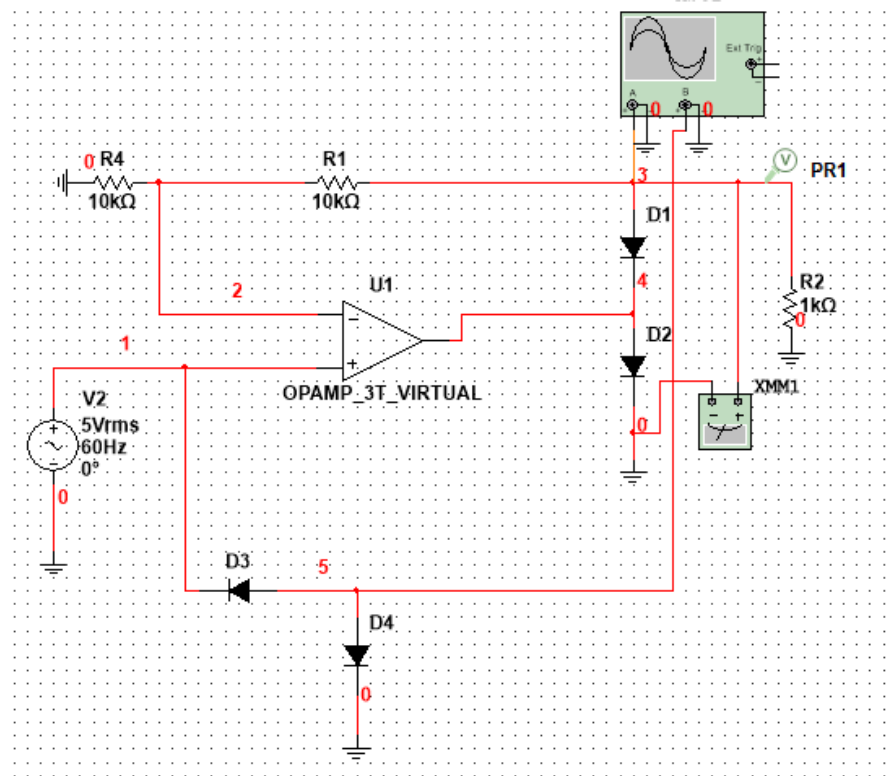 Ext Trig
+
−
A
B
+
−
+
−
0
0
V
PR1
0
R4
10kΩ
R1
10kΩ
3
D1
4
R2
1kΩ
0
2
U1
−
+
OPAMP_3T_VIRTUAL
D2
1
XMM1
− +
0
V2
+
5Vrms
60Hz
−
0°
0
D3
5
D4
0